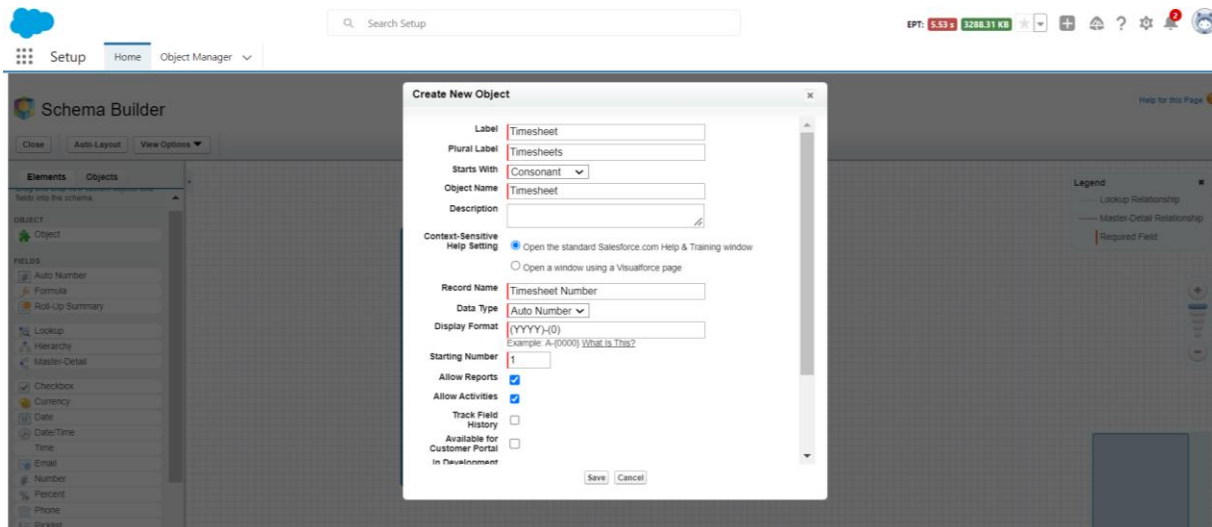 Search Setup
EPT: 5.53 s 3288.31 KB
2
Setup Home Object Manager
Schema Builder
Help for this Page
Close Auto-Layout View Options
Elements Objects
fields into the schema.
OBJECT
Object
FIELDS
Auto Number
Formula
Roll-Up Summary
Lookup
Hierarchy
Master-Detail
Checkbox
Currency
Date
Date/Time
Time
Email
Number
Percent
Phone
Picklist
Create New Object
Label Timesheet
Plural Label Timesheets
Starts With Consonant
Object Name Timesheet
Description
Context-Sensitive
Help Setting Open the standard Salesforce.com Help & Training window
Open a window using a Visualforce page
Record Name Timesheet Number
Data Type Auto Number
Display Format (YYYY)-(0)
Example: A-{0000} What Is This?
Starting Number 1
Allow Reports
Allow Activities
Track Field
History
Available for
Customer Portal
In Development
Save Cancel
Legend
Lookup Relationship
Master-Detail Relationship
Required Field